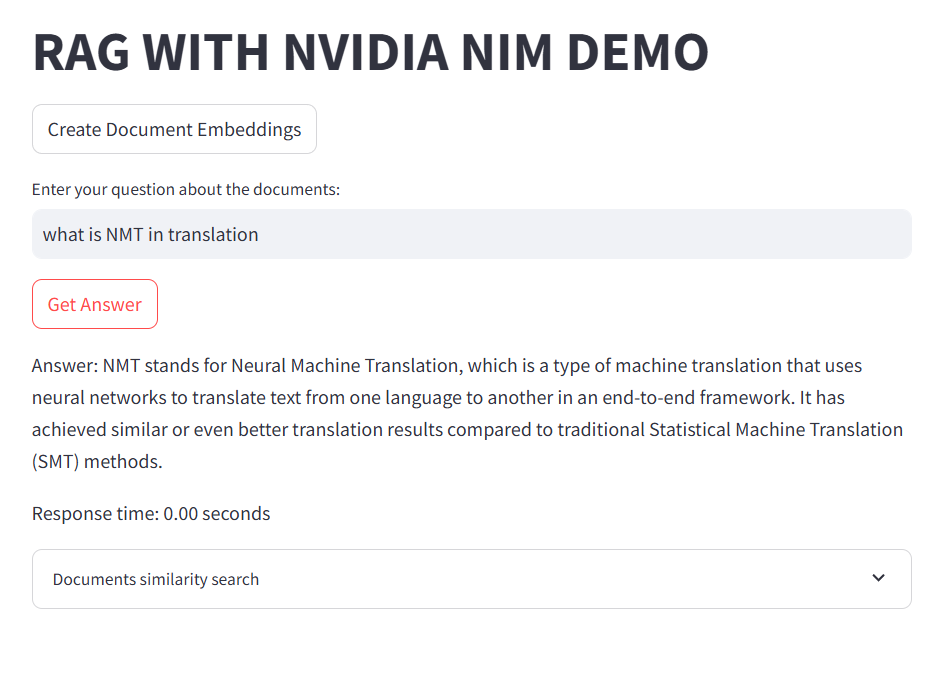 RAG WITH NVIDIA NIM DEMO
Create Document Embeddings
Enter your question about the documents:
what is NMT in translation
Get Answer
Answer: NMT stands for Neural Machine Translation, which is a type of machine translation that uses
neural networks to translate text from one language to another in an end-to-end framework. It has
achieved similar or even better translation results compared to traditional Statistical Machine Translation
(SMT) methods.
Response time: 0.00 seconds
Documents similarity search